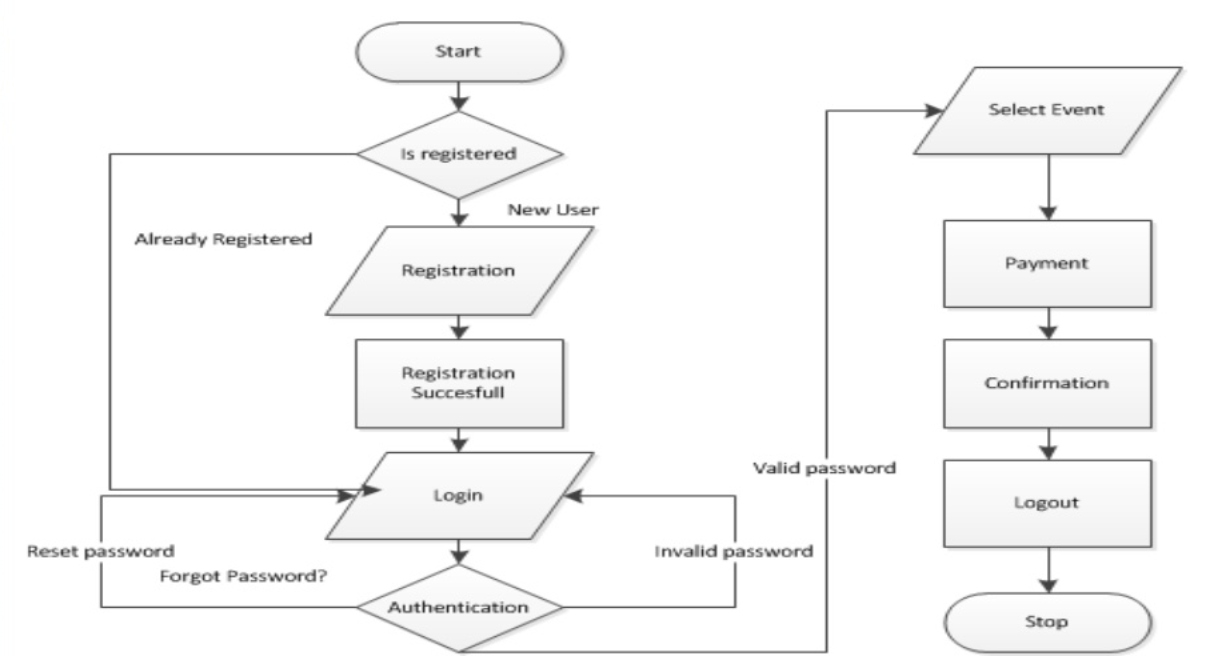 Start
Is registered
New User
Already Registered
Registration
Registration
Succesfull
Login
Reset password
Forgot Password?
Invalid password
Authentication
Valid password
Select Event
Payment
Confirmation
Logout
Stop